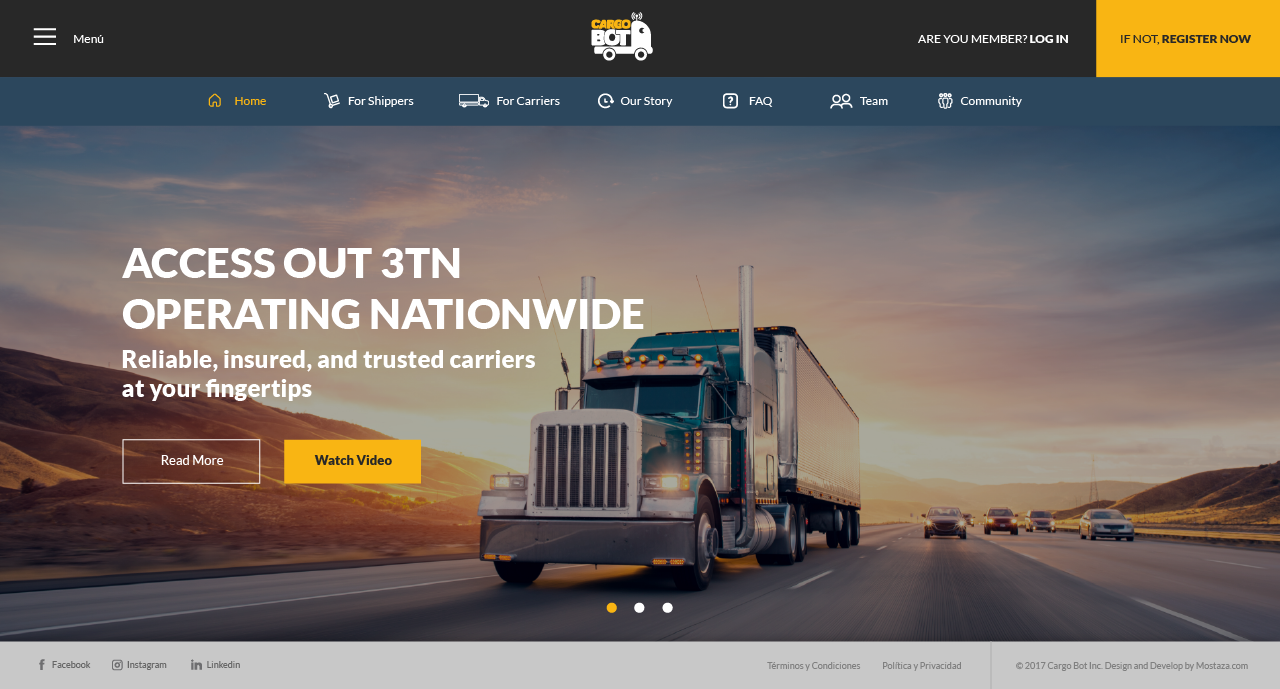 Menú
CARGO
BOT
ARE YOU MEMBER? LOG IN
IF NOT, REGISTER NOW
Home
For Shippers
For Carriers
Our Story
FAQ
Team
Community
ACCESS OUT 3TN
OPERATING NATIONWIDE
Reliable, insured, and trusted carriers
at your fingertips
Read More
Watch Video
Facebook
Instagram
Linkedin
Términos y Condiciones
Política y Privacidad
© 2017 Cargo Bot Inc. Design and Develop by Mostaza.com